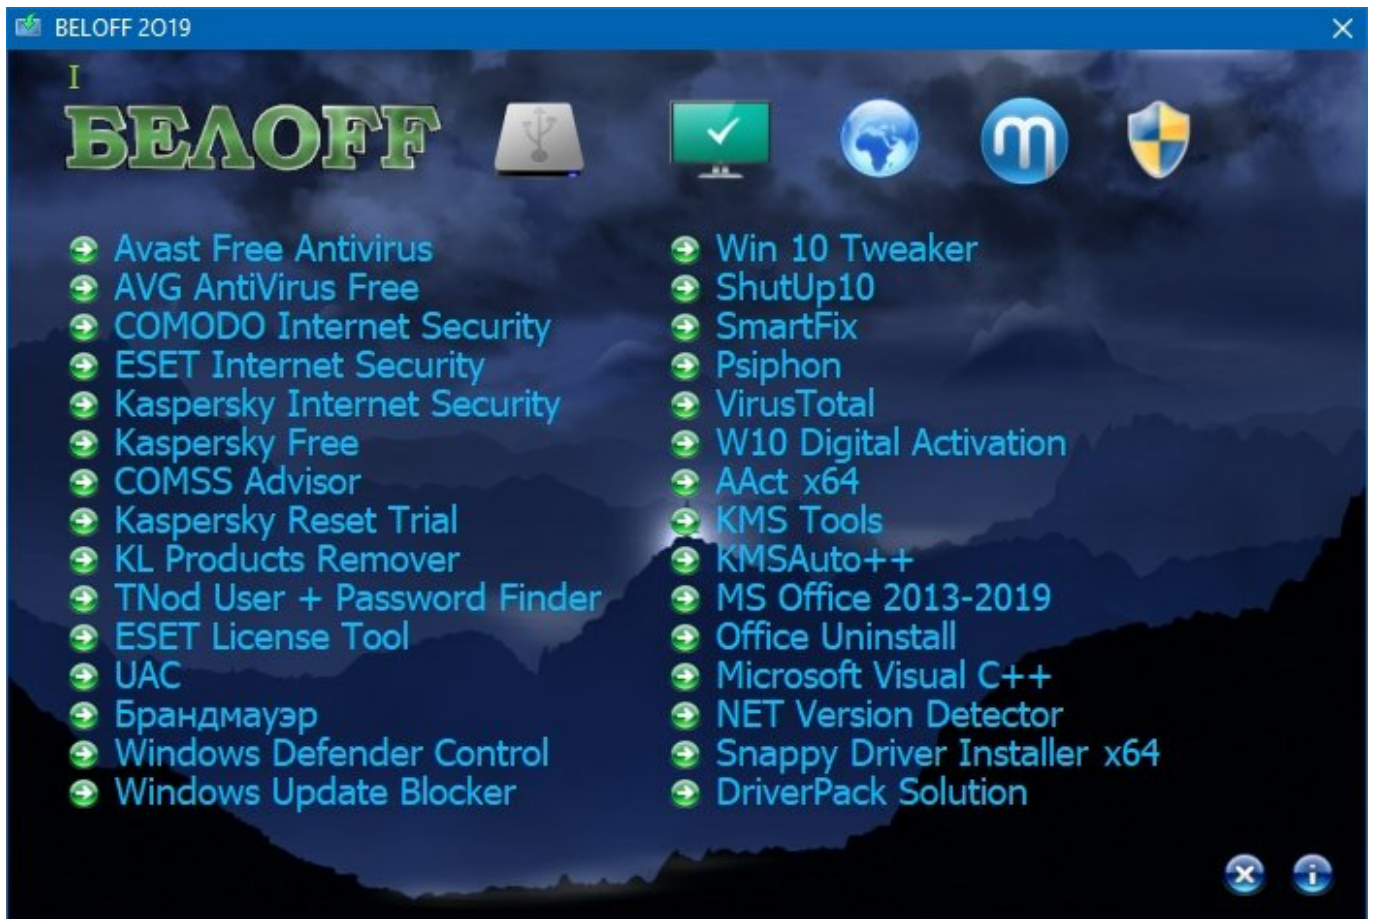 BELOFF 2O19
I
БЕЛOFF
m
Avast Free Antivirus
AVG AntiVirus Free
COMODO Internet Security
ESET Internet Security
Kaspersky Internet Security
Kaspersky Free
COMSS Advisor
Kaspersky Reset Trial
KL Products Remover
TNod User + Password Finder
ESET License Tool
UAC
Брандмауэр
Windows Defender Control
Windows Update Blocker
Win 10 Tweaker
ShutUp10
SmartFix
Psiphon
VirusTotal
W10 Digital Activation
AAct x64
KMS Tools
KMSAuto++
MS Office 2013-2019
Office Uninstall
Microsoft Visual C++
NET Version Detector
Snappy Driver Installer x64
DriverPack Solution